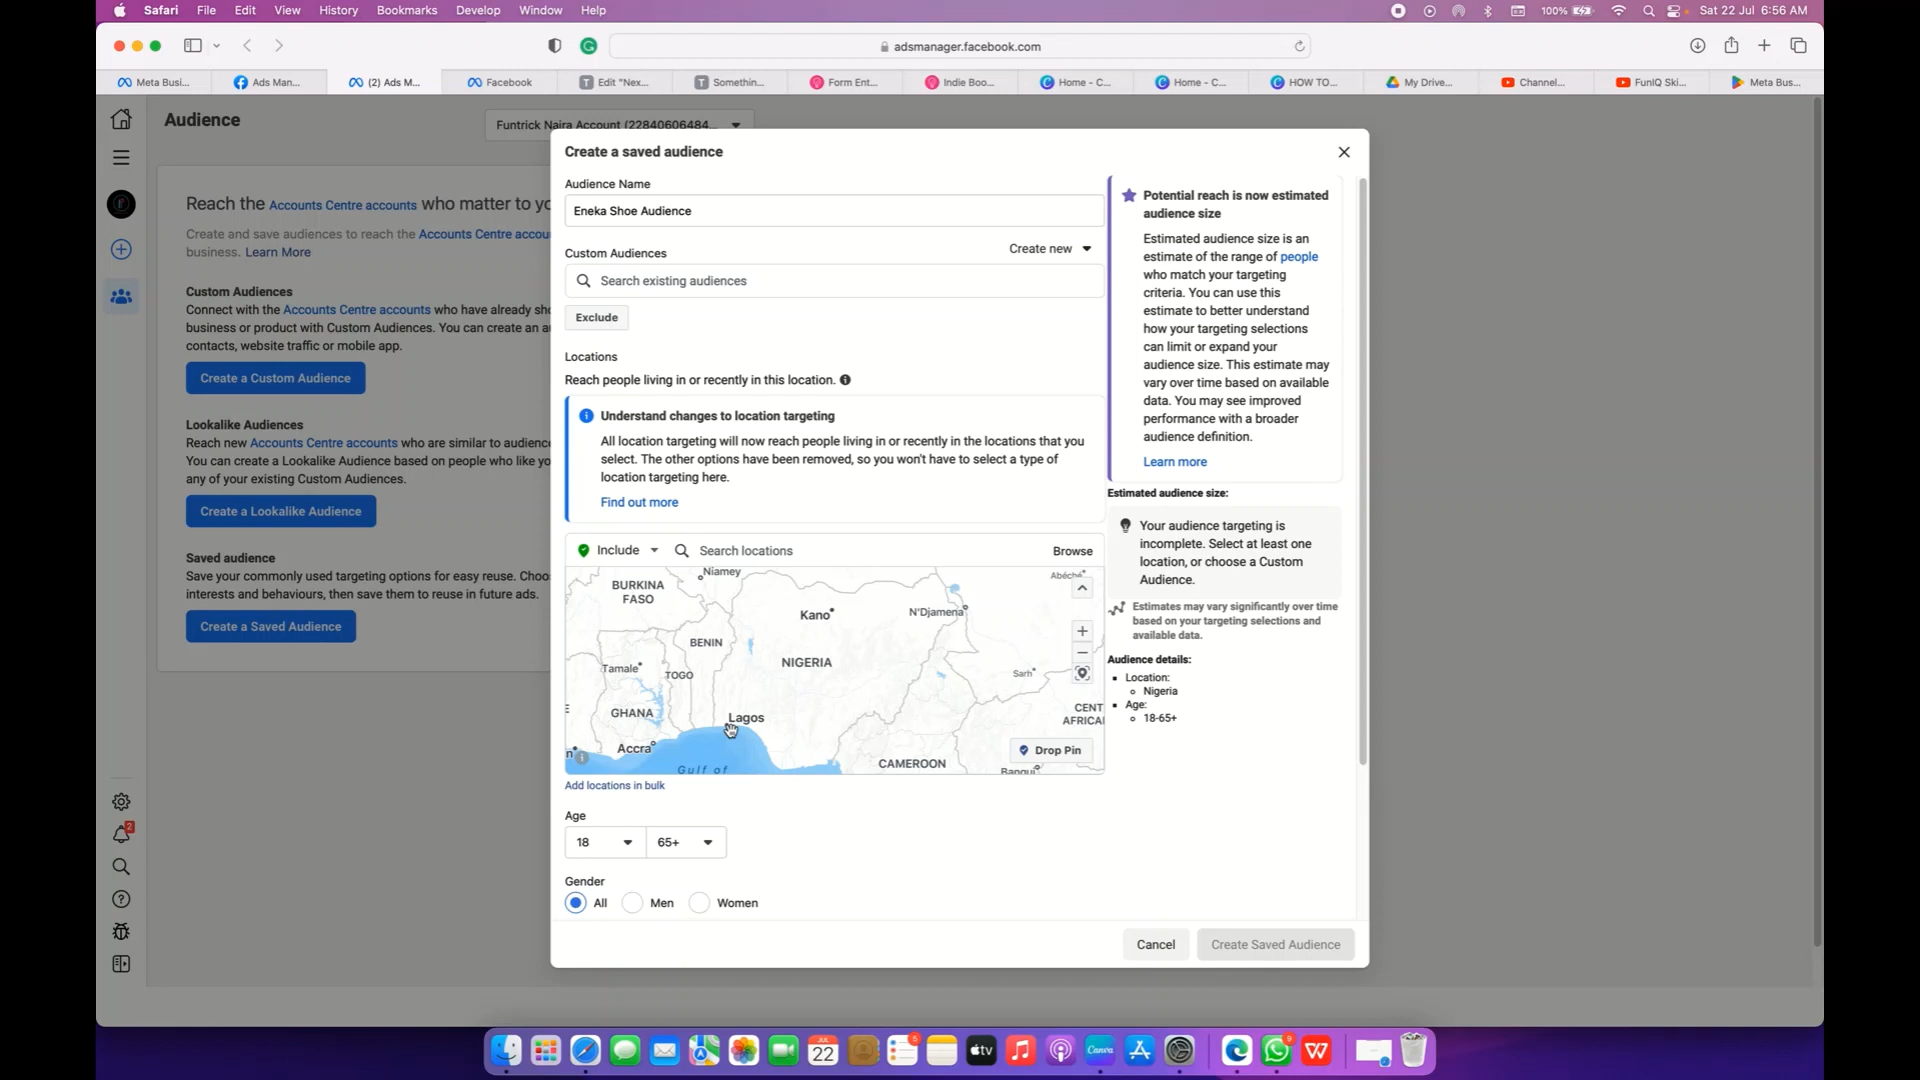 Safari File Edit View History Bookmarks Develop Window Help
100% Sat 22 Jul 6:56 AM
adsmanager.facebook.com
Meta Busi... Ads Man... (2) Ads M... Facebook Edit "Nex... Somethin... Form Ent... Indie Boo... Home - C... Home - C... HOW TO... My Drive... Channel... FunIQ Ski... Meta Bus...
Audience
Funtrick Naira Account (22840606484...
Reach the Accounts Centre accounts who matter to yo
Create and save audiences to reach the Accounts Centre accou
business. Learn More
Custom Audiences
Connect with the Accounts Centre accounts who have already sho
business or product with Custom Audiences. You can create an au
contacts, website traffic or mobile app.
Create a Custom Audience
Lookalike Audiences
Reach new Accounts Centre accounts who are similar to audience
You can create a Lookalike Audience based on people who like yo
any of your existing Custom Audiences.
Create a Lookalike Audience
Saved audience
Save your commonly used targeting options for easy reuse. Choo
interests and behaviours, then save them to reuse in future ads.
Create a Saved Audience
2
Create a saved audience
Audience Name
Eneka Shoe Audience
Custom Audiences
Create new
Search existing audiences
Exclude
Locations
Reach people living in or recently in this location.
Understand changes to location targeting
All location targeting will now reach people living in or recently in the locations that you
select. The other options have been removed, so you won't have to select a type of
location targeting here.
Find out more
Include Search locations Browse
Niamey
Abéché
BURKINA
FASO
Kano
N'Djamena
BENIN
NIGERIA
Tamale
TOGO
Sarh
GHANA
Lagos
CENT
AFRICA
Accra
Drop Pin
Gulf of
CAMEROON
Bangui
Add locations in bulk
Age
18 65+
Gender
All Men Women
Potential reach is now estimated
audience size
Estimated audience size is an
estimate of the range of people
who match your targeting
criteria. You can use this
estimate to better understand
how your targeting selections
can limit or expand your
audience size. This estimate may
vary over time based on available
data. You may see improved
performance with a broader
audience definition.
Learn more
Estimated audience size:
Your audience targeting is
incomplete. Select at least one
location, or choose a Custom
Audience.
Estimates may vary significantly over time
based on your targeting selections and
available data.
Audience details:
Location:
Nigeria
Age:
18-65+
Cancel Create Saved Audience
JUL
22
5
tv
Canva
9
W